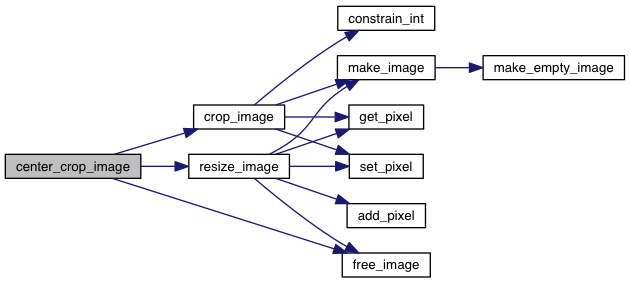 constrain_int
make_image
make_empty_image
crop_image
get_pixel
center_crop_image
resize_image
set_pixel
add_pixel
free_image